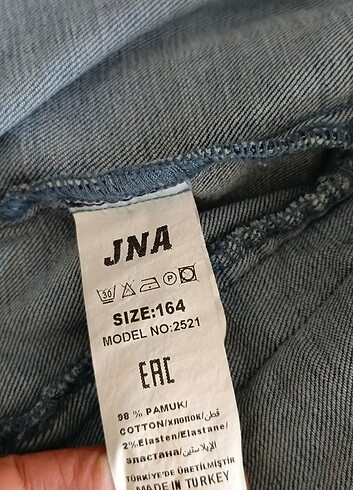 JNA
30 P
SIZE:164
MODEL NO:2521
EAC
98 % PAMUK/
COTTON/хлопок/قطن
2%Elasten/Elastane/
эластана/الإيلاستين
TÜRKİYE'DE ÜRETİLMİŞTİR
MADE IN TURKEY